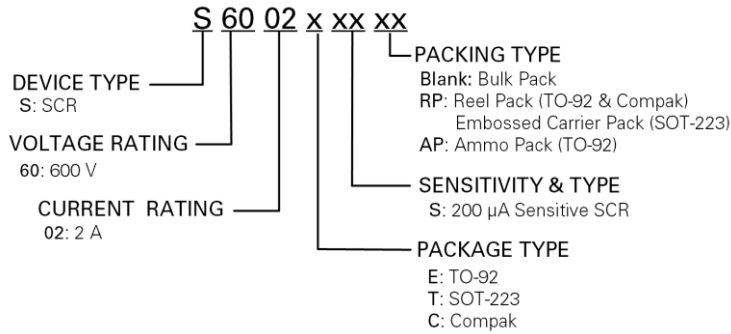 S 60 02 x xx xx
PACKING TYPE
Blank: Bulk Pack
RP: Reel Pack (TO-92 & Compak)
Embossed Carrier Pack (SOT-223)
AP: Ammo Pack (TO-92)
DEVICE TYPE
S: SCR
VOLTAGE RATING
60: 600 V
SENSITIVITY & TYPE
S: 200 μA Sensitive SCR
CURRENT RATING
02: 2 A
PACKAGE TYPE
E: TO-92
T: SOT-223
C: Compak